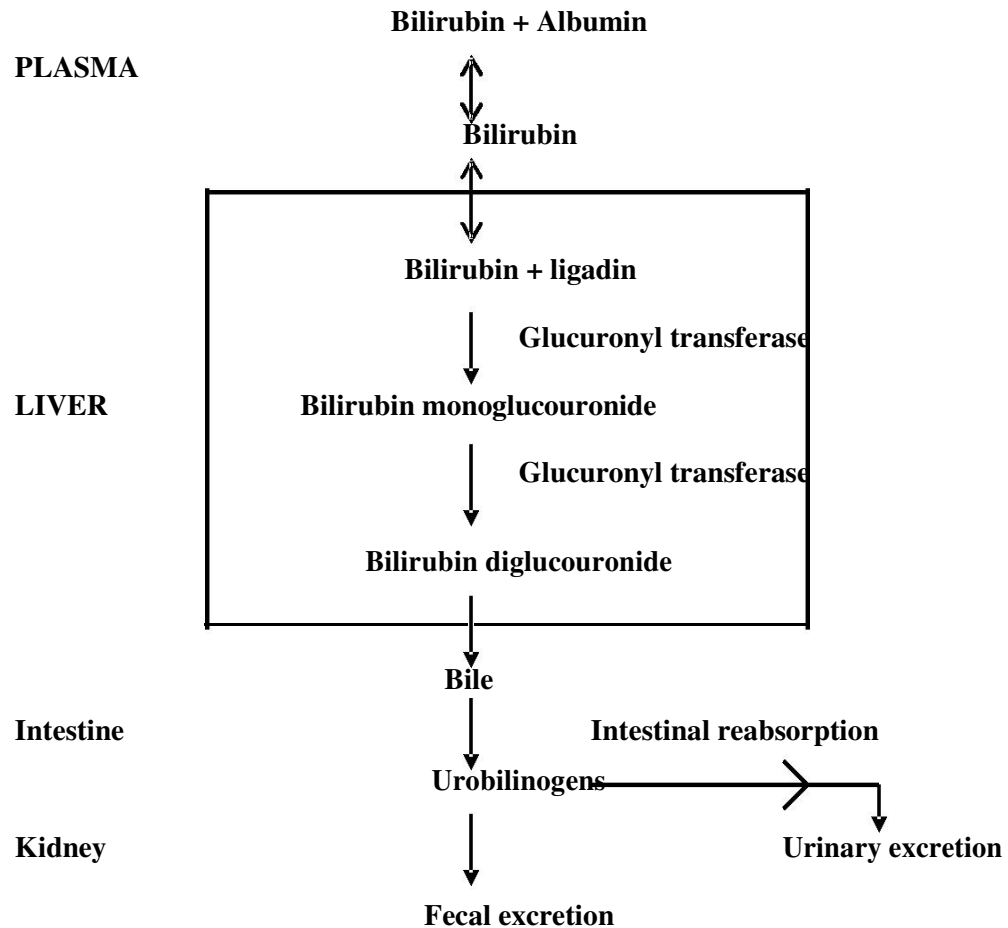 Bilirubin + Albumin
PLASMA
Bilirubin
Bilirubin + ligadin
Glucuronyl transferase
LIVER
Bilirubin monoglucouronide
Glucuronyl transferase
Bilirubin diglucouronide
Bile
Intestine
Intestinal reabsorption
Urobilinogens
Kidney
Urinary excretion
Fecal excretion